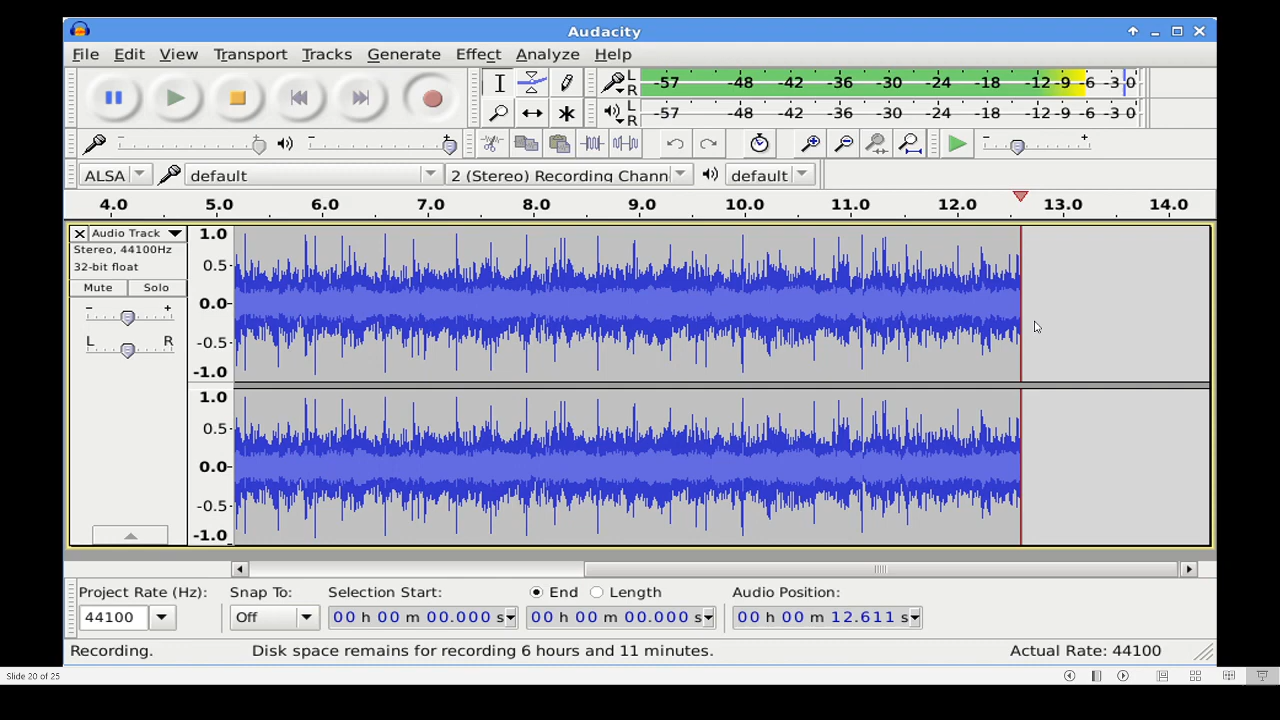 Audacity
File Edit View Transport Tracks Generate Effect Analyze Help
L R -57 -48 -42 -36 -30 -24 -18 -12 -9 -6 -3 0
L R -57 -48 -42 -36 -30 -24 -18 -12 -9 -6 -3 0
- + - + - +
ALSA default 2 (Stereo) Recording Chann default
4.0 5.0 6.0 7.0 8.0 9.0 10.0 11.0 12.0 13.0 14.0
Audio Track
Stereo, 44100Hz
32-bit float
Mute Solo
- +
L R
1.0
0.5
0.0
-0.5
-1.0
1.0
0.5
0.0
-0.5
-1.0
Project Rate (Hz): Snap To: Selection Start: End Length Audio Position:
44100 Off 00 h 00 m 00.000 s 00 h 00 m 00.000 s 00 h 00 m 12.611 s
Recording. Disk space remains for recording 6 hours and 11 minutes. Actual Rate: 44100
Slide 20 of 25